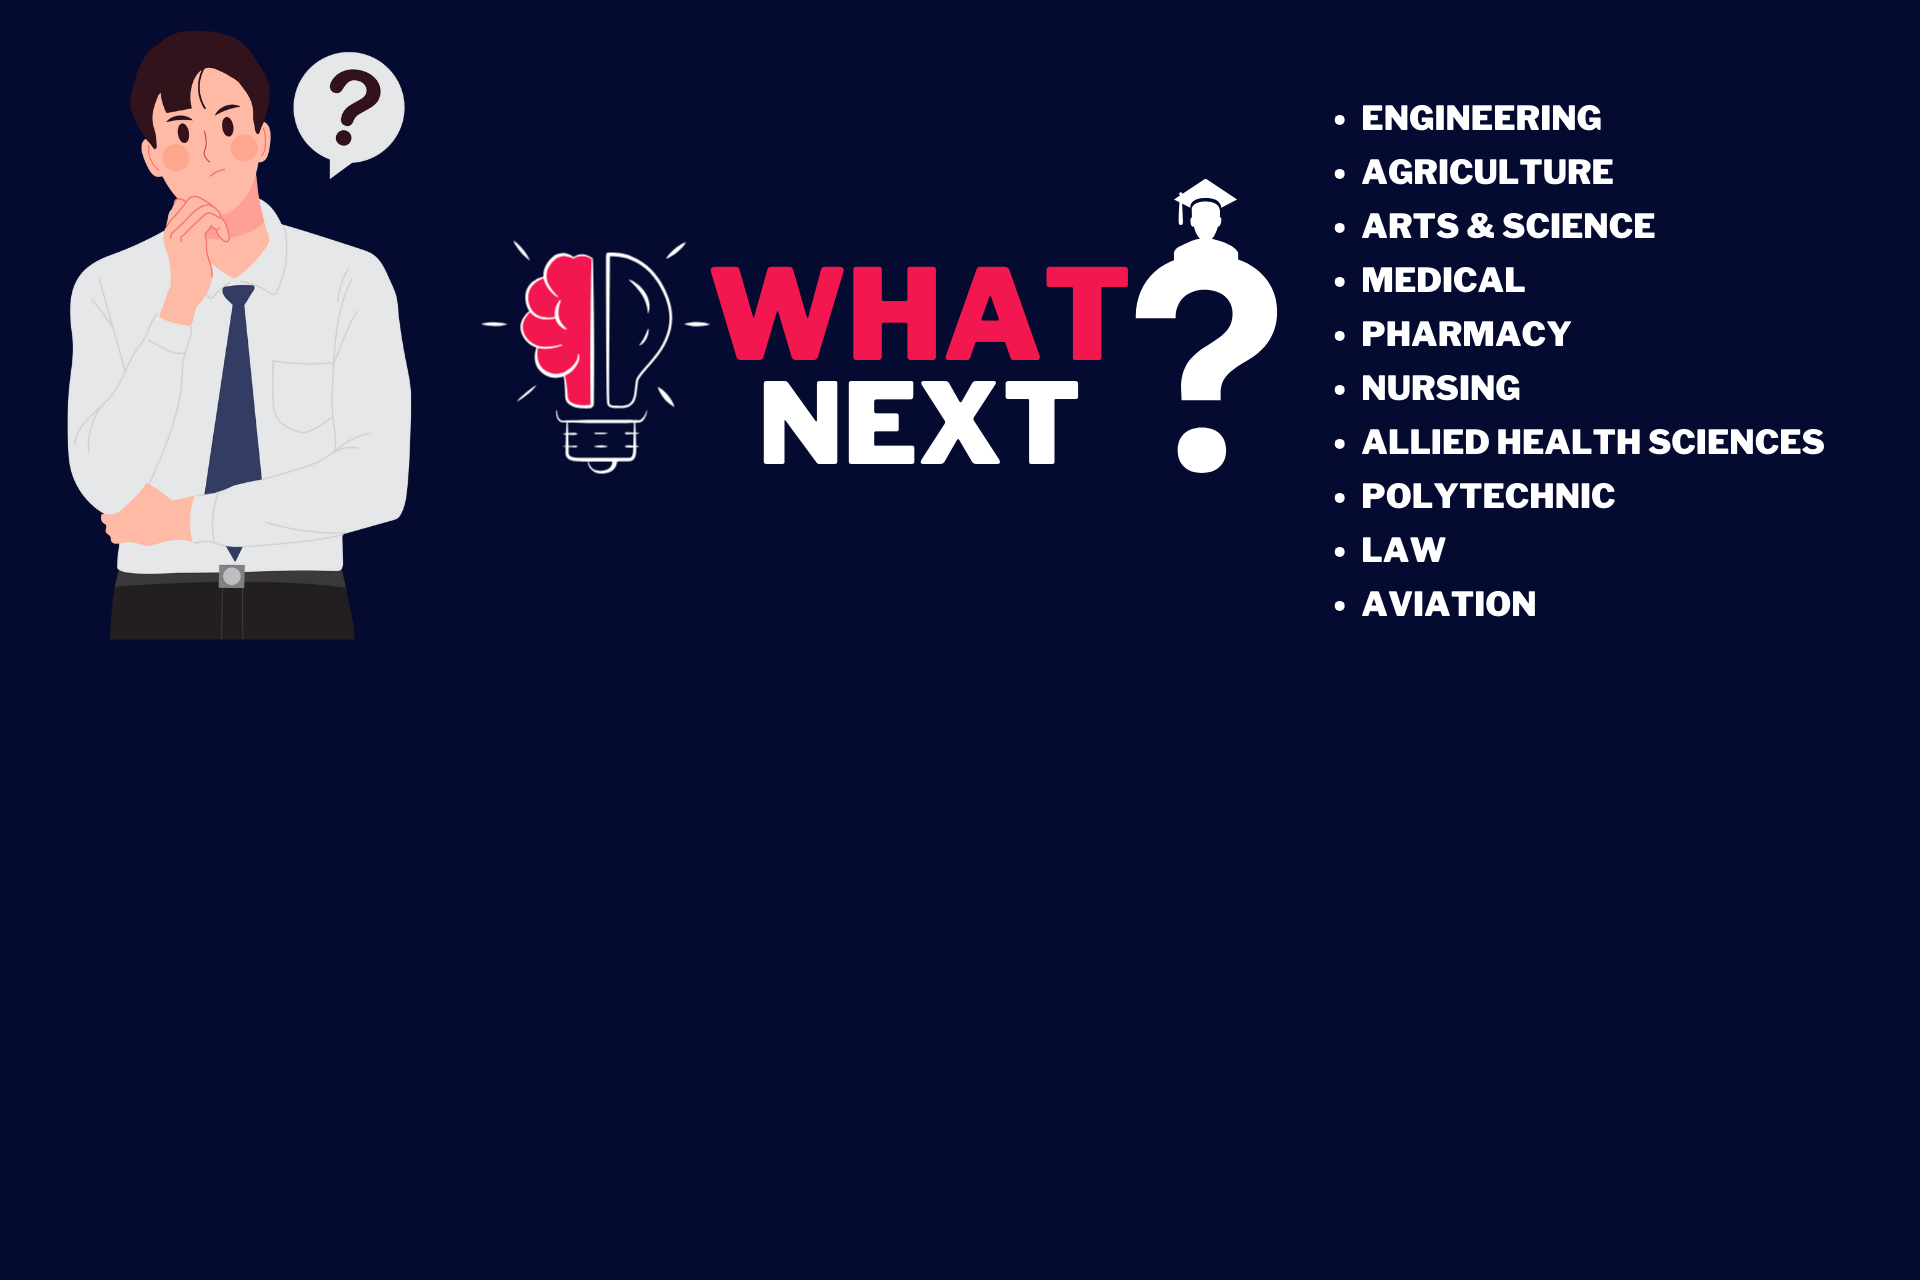 ?
WHAT
NEXT ?
• ENGINEERING
• AGRICULTURE
• ARTS & SCIENCE
• MEDICAL
• PHARMACY
• NURSING
• ALLIED HEALTH SCIENCES
• POLYTECHNIC
• LAW
• AVIATION